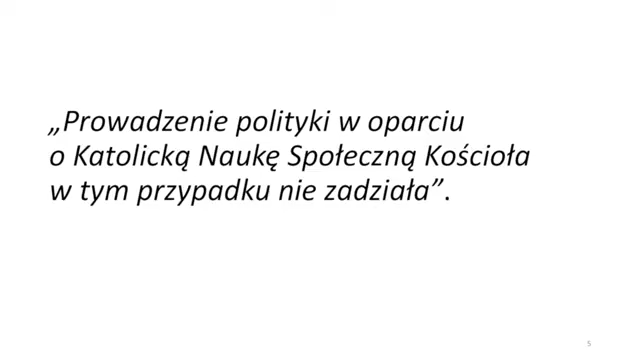 „Prowadzenie polityki w oparciu
o Katolicką Naukę Społeczną Kościoła
w tym przypadku nie zadziała”.
5